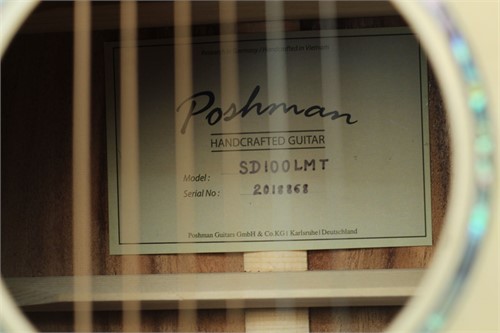 Poshman
HANDCRAFTED GUITAR
Model : SD100LMT
Serial No : 2018868
Poshman Guitars GmbH & Co.KG / Karlsruhe / Deutschland